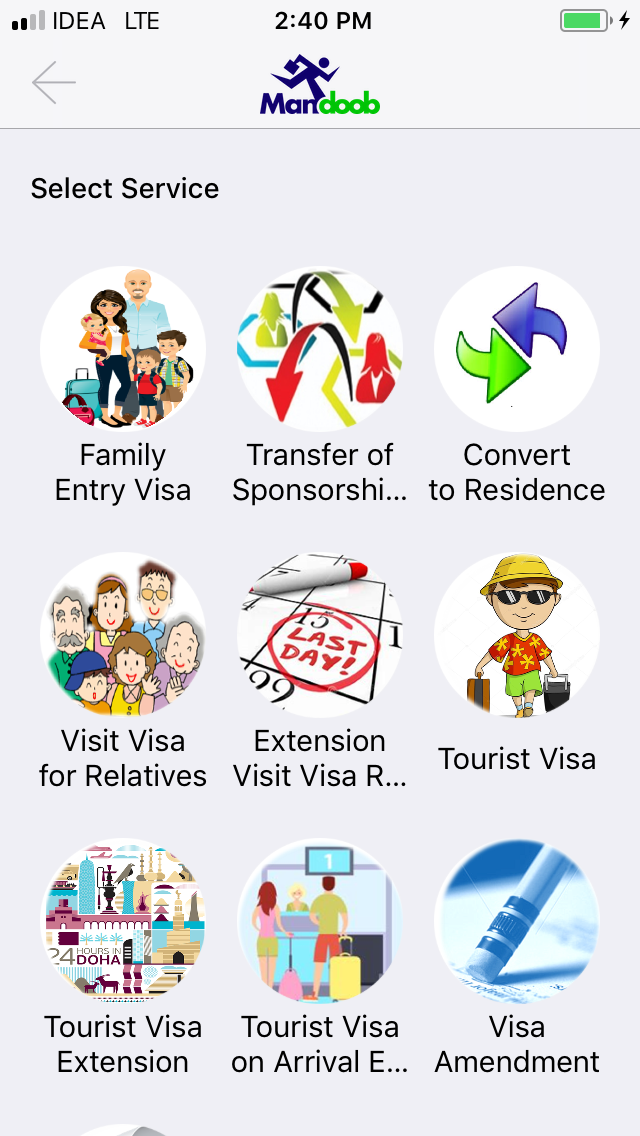 IDEA LTE 2:40 PM
Mandoob
Select Service
Family
Entry Visa
Transfer of
Sponsorshi...
Convert
to Residence
15
1
LAST
DAY!
Visit Visa
for Relatives
Extension
Visit Visa R...
Tourist Visa
24 HOURS IN
DOHA
1
Tourist Visa
Extension
Tourist Visa
on Arrival E...
Visa
Amendment